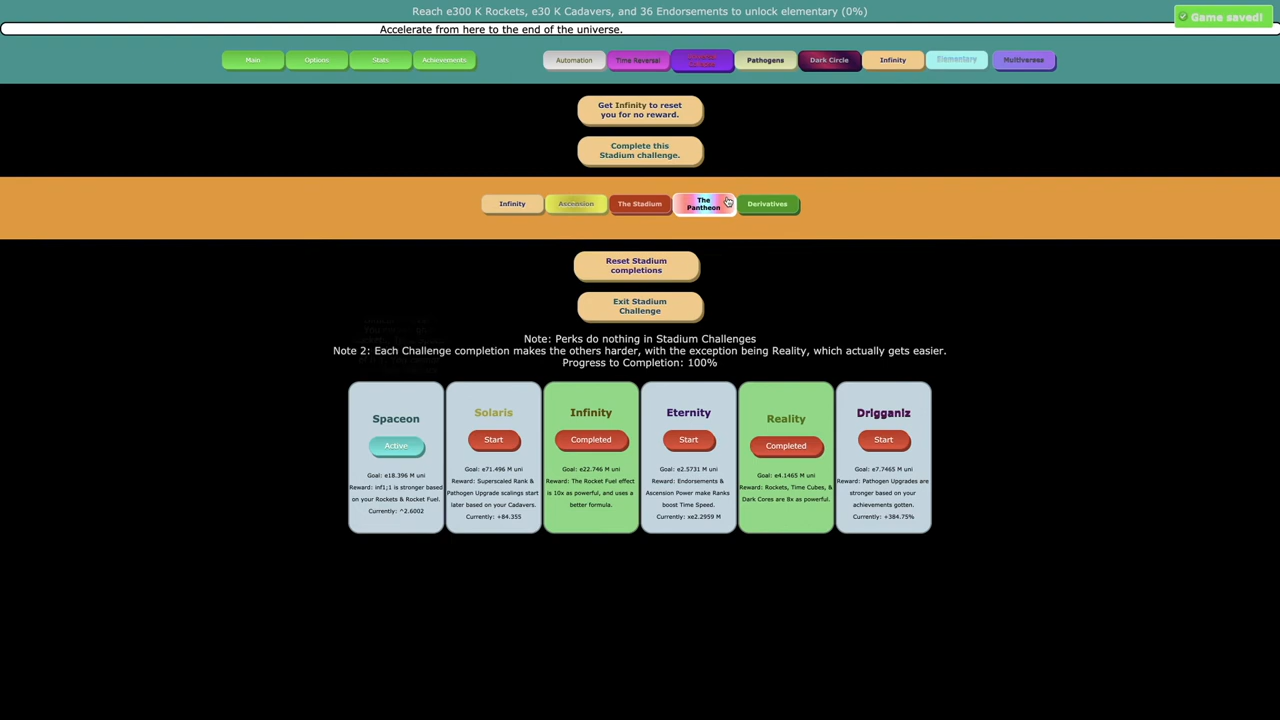 Reach e300 K Rockets, e30 K Cadavers, and 36 Endorsements to unlock elementary (0%)
Game saved!
Accelerate from here to the end of the universe.
Main
Options
Stats
Achievements
Automation
Time Reversal
Pathogens
Dark Circle
Infinity
Elementary
Multiverse
Get Infinity to reset
you for no reward.
Complete this
Stadium challenge.
Infinity
Ascension
The Stadium
The
Pantheon
Derivatives
Reset Stadium
completions
Exit Stadium
Challenge
Note: Perks do nothing in Stadium Challenges
Note 2: Each Challenge completion makes the others harder, with the exception being Reality, which actually gets easier.
Progress to Completion: 100%
Spaceon
Active
Goal: e18.396 M uni
Reward: inf1;1 is stronger based
on your Rockets & Rocket Fuel.
Currently: ^2.6002
Solaris
Start
Goal: e71.496 M uni
Reward: Superscaled Rank &
Pathogen Upgrade scalings start
later based on your Cadavers.
Currently: +84.355
Infinity
Completed
Goal: e22.746 M uni
Reward: The Rocket Fuel effect
is 10x as powerful, and uses a
better formula.
Eternity
Start
Goal: e2.5731 M uni
Reward: Endorsements &
Ascension Power make Ranks
boost Time Speed.
Currently: xe2.2959 M
Reality
Completed
Goal: e4.1465 M uni
Reward: Rockets, Time Cubes, &
Dark Cores are 8x as powerful.
Drigganiz
Start
Goal: e7.7465 M uni
Reward: Pathogen Upgrades are
stronger based on your
achievements gotten.
Currently: +384.75%